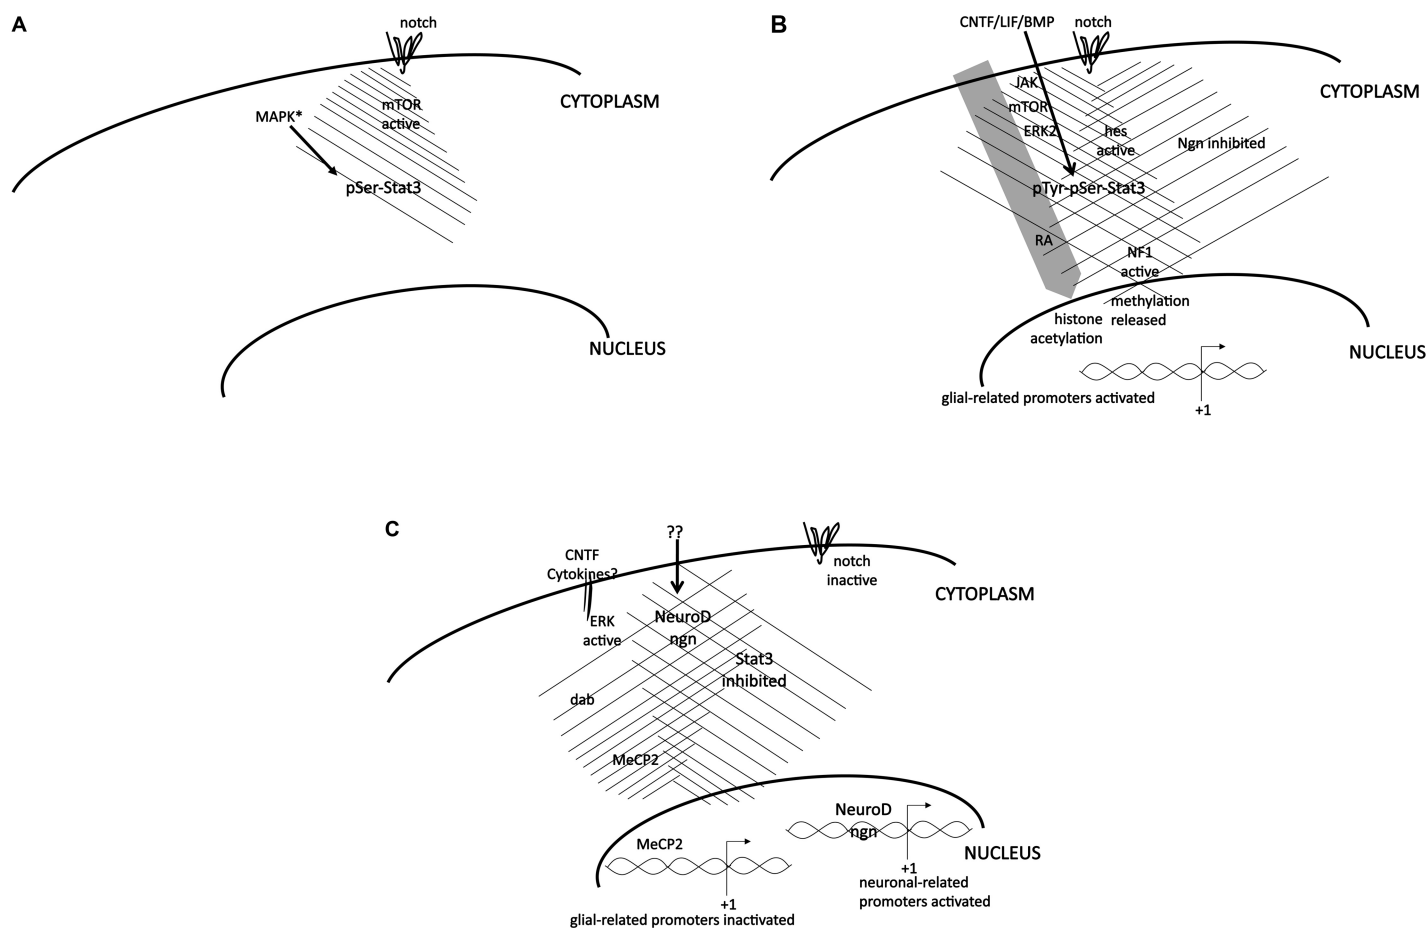 A
notch
mTOR
active
CYTOPLASM
MAPK*
pSer-Stat3
NUCLEUS
B
CNTF/LIF/BMP
notch
JAK
mTOR
ERK2
hes
active
Ngn inhibited
CYTOPLASM
pTyr-pSer-Stat3
RA
NF1
active
methylation
released
histone
acetylation
NUCLEUS
glial-related promoters activated
+1
C
??
CNTF
Cytokines?
notch
inactive
CYTOPLASM
ERK
active
NeuroD
ngn
Stat3
inhibited
dab
MeCP2
NeuroD
ngn
MeCP2
NUCLEUS
+1
neuronal-related
promoters activated
+1
glial-related promoters inactivated